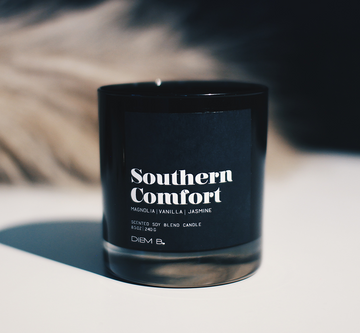 Southern
Comfort
MAGNOLIA | VANILLA | JASMINE
SCENTED SOY BLEND CANDLE
8.5OZ|240G
DIEM B.